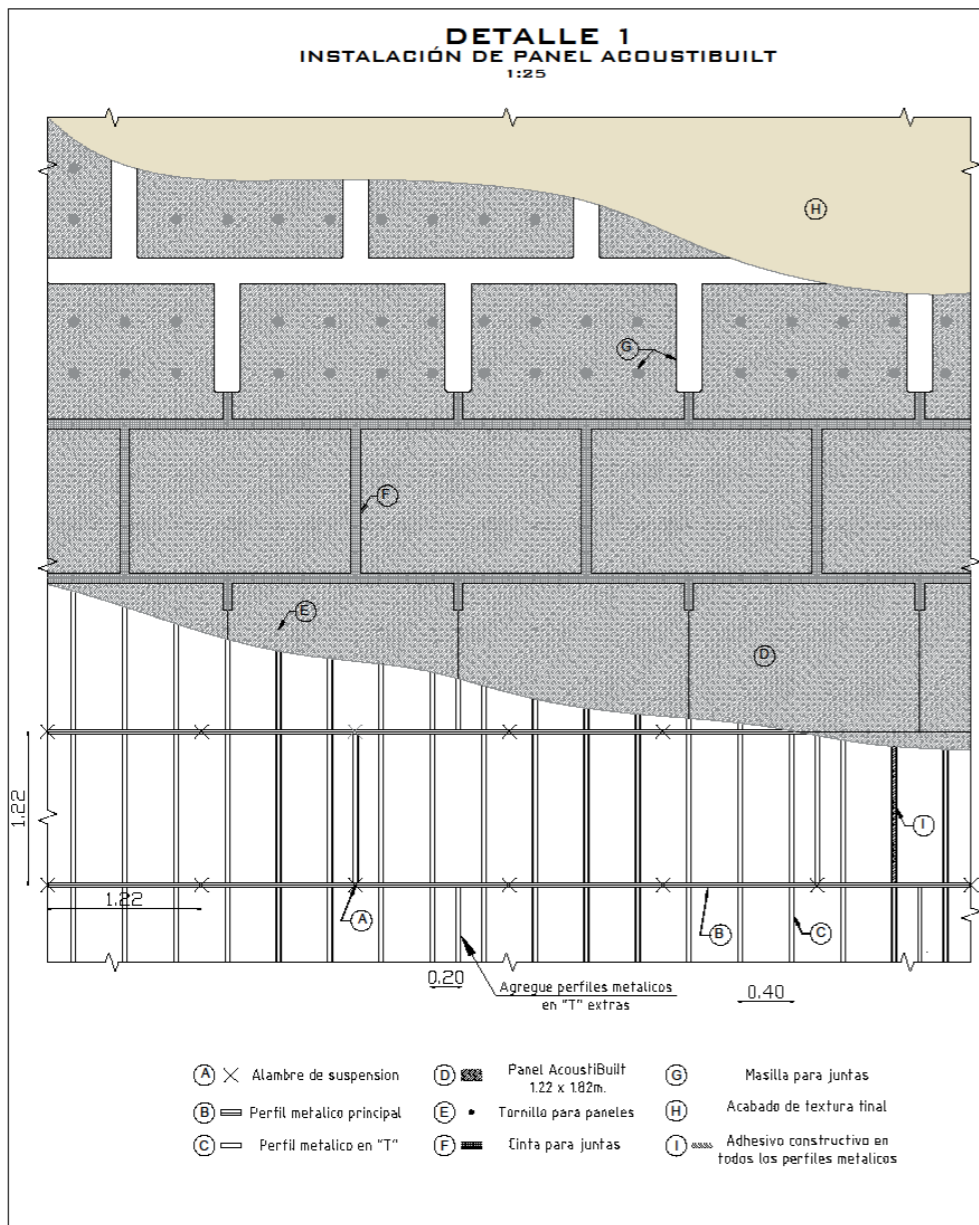 DETALLE 1
INSTALACIÓN DE PANEL ACOUSTIBUILT
1:25
H
G
F
E
D
1.22
I
1.22
A
B
C
0.20
Agregue perfiles metalicos
en "T" extras
0.40
A Alambre de suspension
B Perfil metalico principal
C Perfil metalico en "T"
D Panel AcoustiBuilt
1.22 x 1.82m.
E Tornillo para paneles
F Cinta para juntas
G Masilla para juntas
H Acabado de textura final
I Adhesivo constructivo en
todos los perfiles metalicos